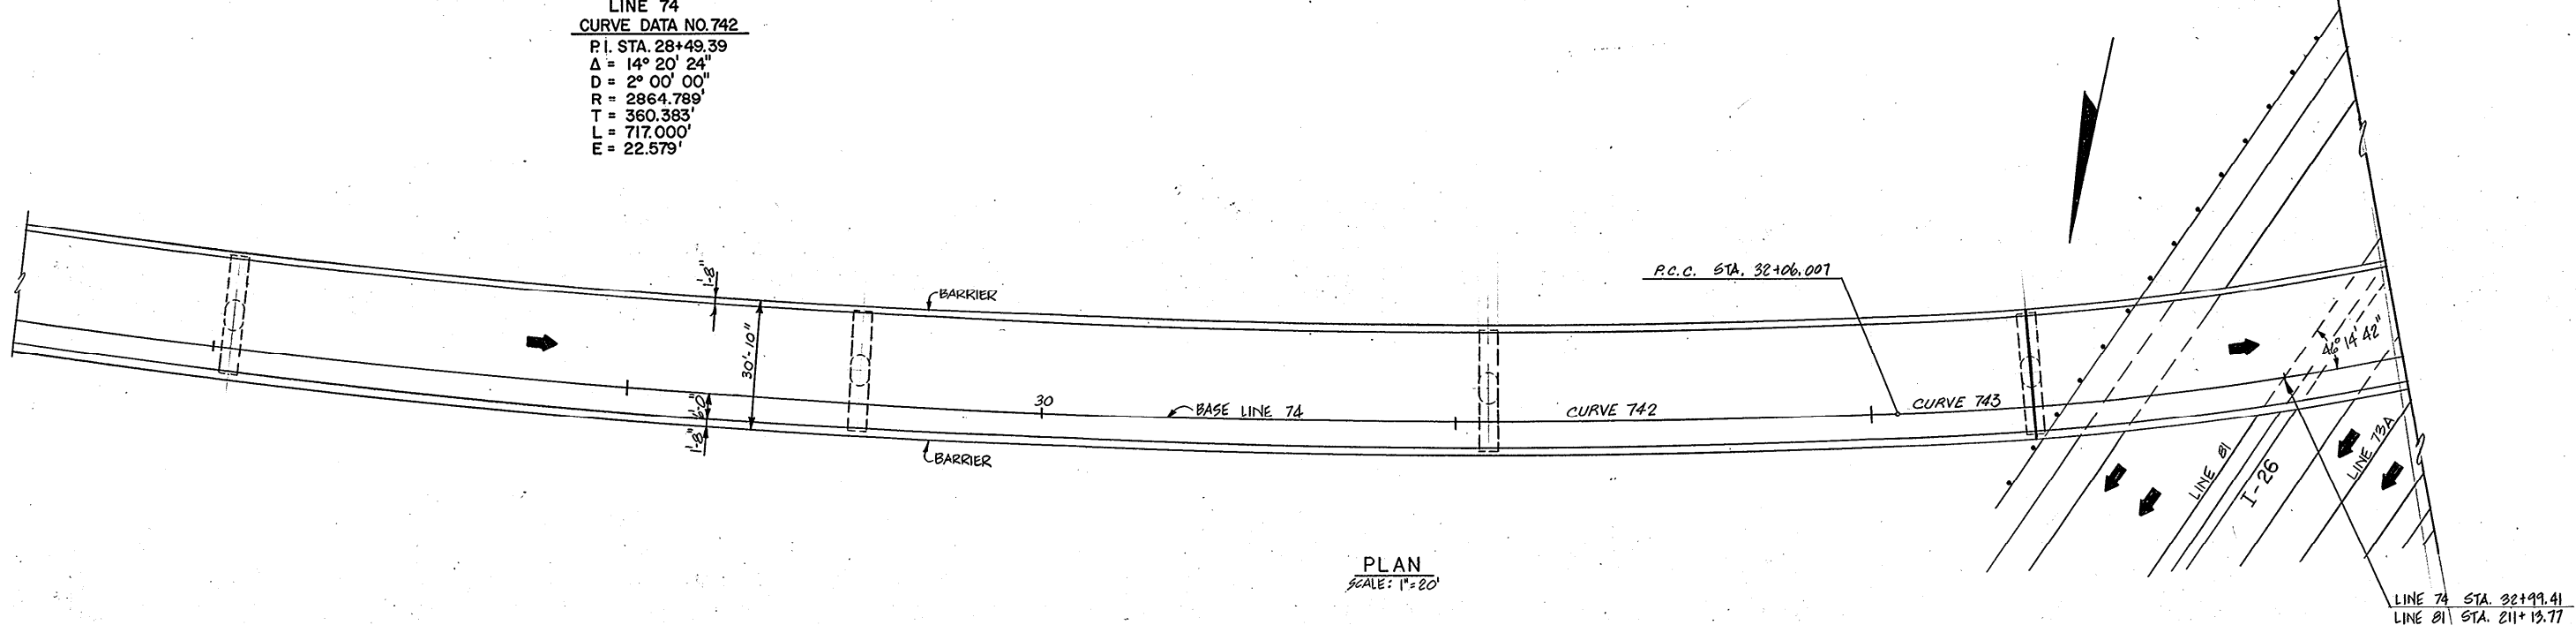 LINE 74
CURVE DATA NO. 742
P.I. STA. 28+49.39
Δ = 14° 20' 24"
D = 2° 00' 00"
R = 2864.789'
T = 360.383'
L = 717.000'
E = 22.579'
1'-8"
BARRIER
30'-10"
6'-0"
1'-8"
BARRIER
30
BASE LINE 74
CURVE 742
P.C.C. STA. 32+06.007
CURVE 743
46° 14' 42"
LINE 81
I-26
LINE 73A
PLAN
SCALE: 1"=20'
LINE 74 STA. 32+99.41
LINE 81 STA. 211+13.77